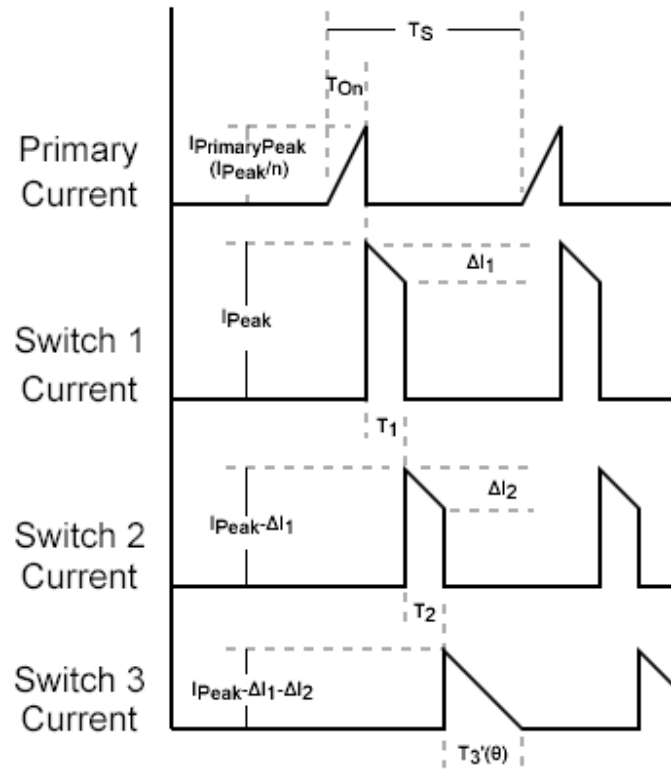 TS
TOn
Primary
Current
IPrimaryPeak
(IPeak/n)
ΔI1
IPeak
Switch 1
Current
T1
ΔI2
Switch 2
Current
IPeak-ΔI1
T2
Switch 3
Current
IPeak-ΔI1-ΔI2
T3'(θ)